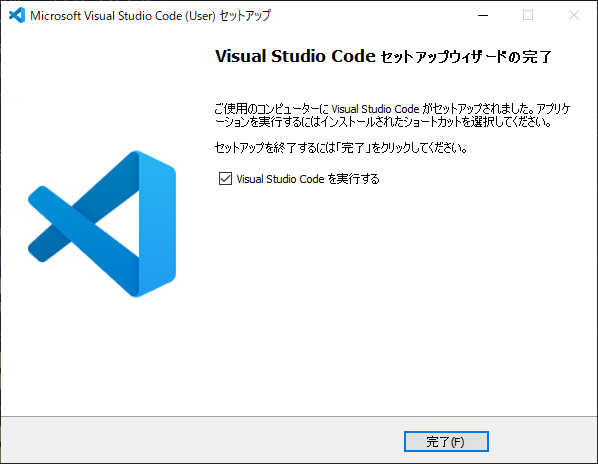 Microsoft Visual Studio Code (User) セットアップ
Visual Studio Code セットアップウィザードの完了
ご使用のコンピューターに Visual Studio Code がセットアップされました。アプリケ
ーションを実行するにはインストールされたショートカットを選択してください。
セットアップを終了するには「完了」をクリックしてください。
Visual Studio Code を実行する
完了(F)